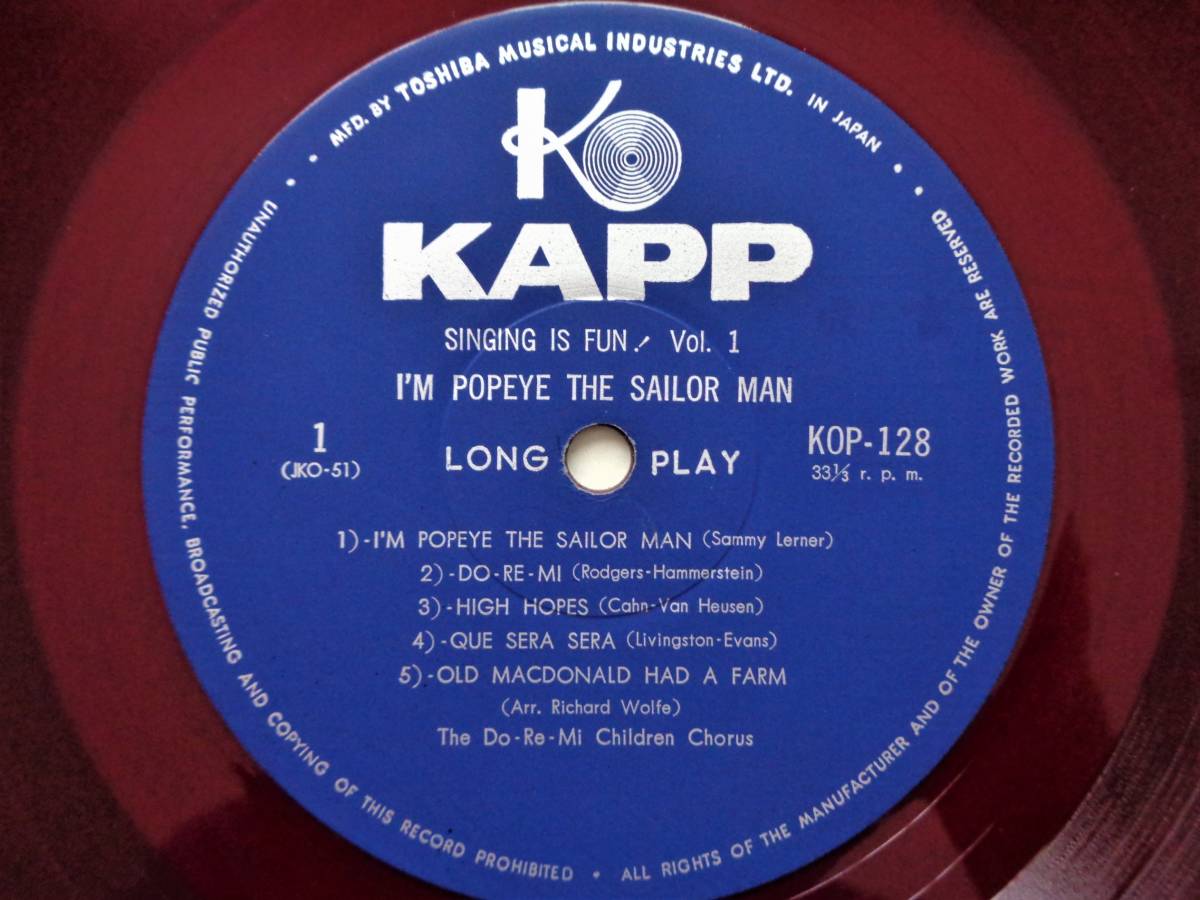 MFD. BY TOSHIBA MUSICAL INDUSTRIES LTD. IN JAPAN
KO
KAPP
SINGING IS FUN! Vol. 1
I'M POPEYE THE SAILOR MAN
1
(JKO-51)
LONG PLAY
KOP-128
33⅓ r. p. m.
1)-I'M POPEYE THE SAILOR MAN (Sammy Lerner)
2)-DO-RE-MI (Rodgers-Hammerstein)
3)-HIGH HOPES (Cahn-Van Heusen)
4)-QUE SERA SERA (Livingston-Evans)
5)-OLD MACDONALD HAD A FARM
(Arr. Richard Wolfe)
The Do-Re-Mi Children Chorus
UNAUTHORIZED PUBLIC PERFORMANCE, BROADCASTING AND COPYING OF THIS RECORD PROHIBITED • ALL RIGHTS OF THE MANUFACTURER AND OF THE OWNER OF THE RECORDED WORK ARE RESERVED